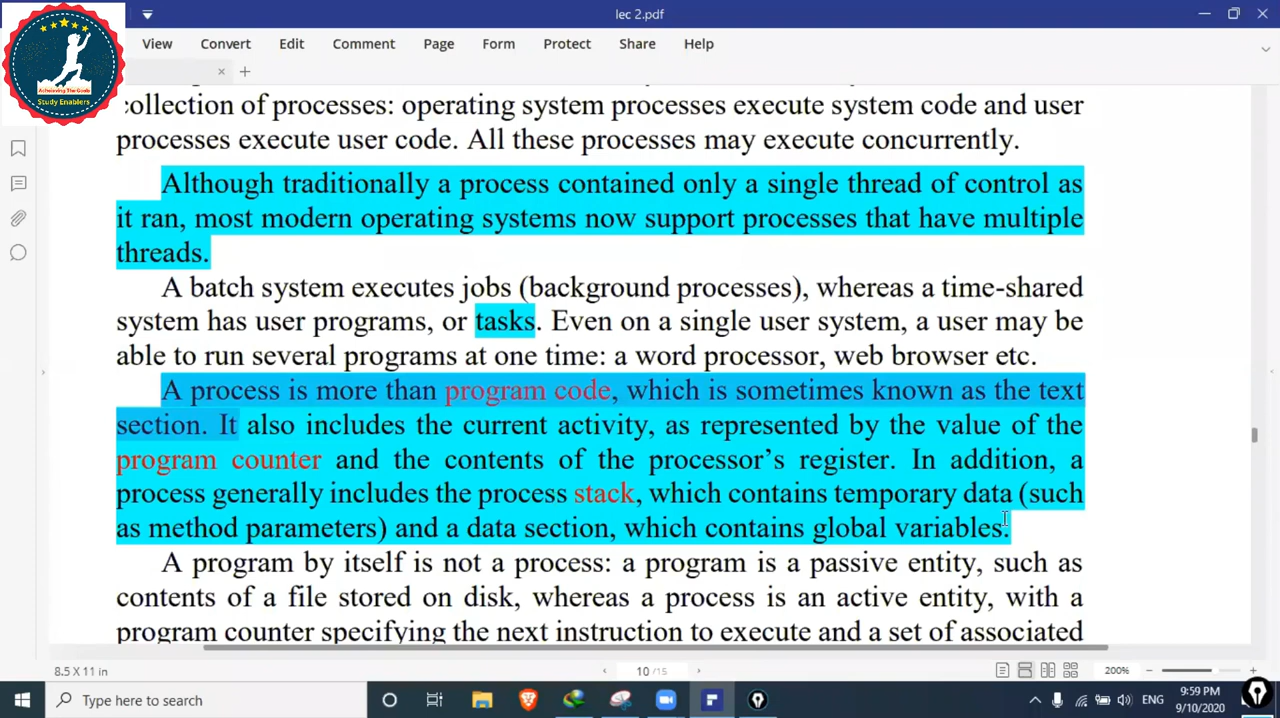 lec 2.pdf
View Convert Edit Comment Page Form Protect Share Help
Acheieving The Goals
Study Enablers
collection of processes: operating system processes execute system code and user
processes execute user code. All these processes may execute concurrently.
Although traditionally a process contained only a single thread of control as
it ran, most modern operating systems now support processes that have multiple
threads.
A batch system executes jobs (background processes), whereas a time-shared
system has user programs, or tasks. Even on a single user system, a user may be
able to run several programs at one time: a word processor, web browser etc.
A process is more than program code, which is sometimes known as the text
section. It also includes the current activity, as represented by the value of the
program counter and the contents of the processor’s register. In addition, a
process generally includes the process stack, which contains temporary data (such
as method parameters) and a data section, which contains global variables.
A program by itself is not a process: a program is a passive entity, such as
contents of a file stored on disk, whereas a process is an active entity, with a
program counter specifying the next instruction to execute and a set of associated
8.5 X 11 in 10 /15 200%
Type here to search
ENG
9:59 PM
9/10/2020